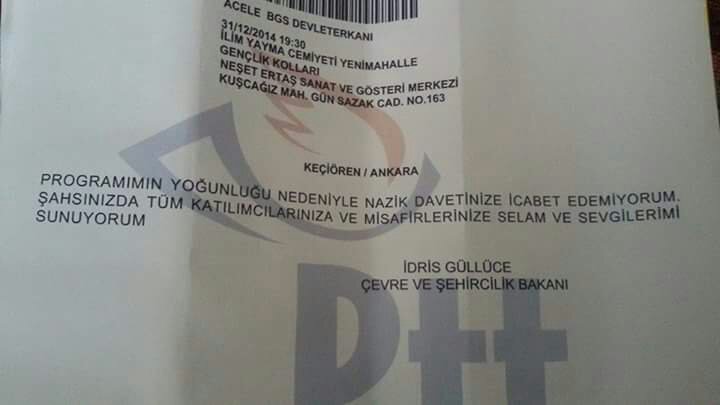 ACELE BGS DEVLETERKANI
31/12/2014 19:30
İLİM YAYMA CEMİYETİ YENİMAHALLE
GENÇLİK KOLLARI
NEŞET ERTAŞ SANAT VE GÖSTERİ MERKEZİ
KUŞCAĞIZ MAH. GÜN SAZAK CAD. NO.163
KEÇİÖREN / ANKARA
PROGRAMIMIN YOĞUNLUĞU NEDENİYLE NAZİK DAVETİNİZE İCABET EDEMİYORUM.
ŞAHSINIZDA TÜM KATILIMCILARINIZA VE MİSAFİRLERİNİZE SELAM VE SEVGİLERİMİ
SUNUYORUM
İDRİS GÜLLÜCE
ÇEVRE VE ŞEHİRCİLİK BAKANI
Ptt